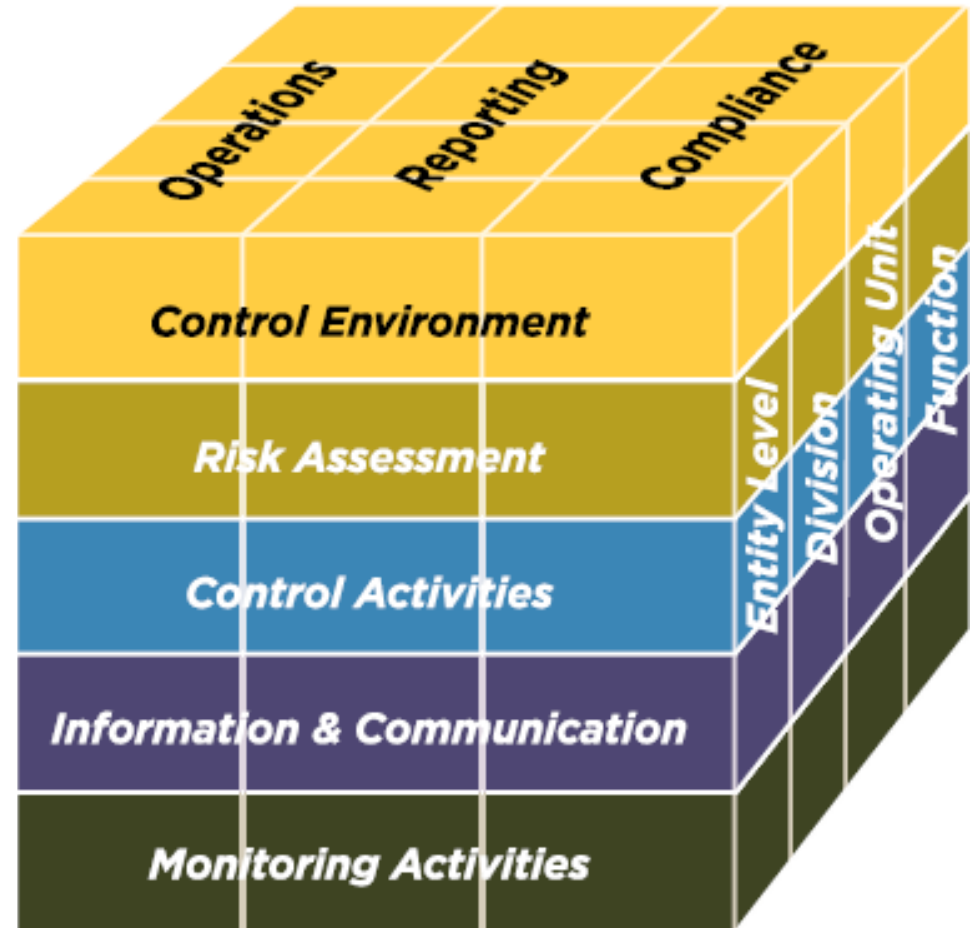 Operations
Reporting
Compliance
Control Environment
Risk Assessment
Control Activities
Information & Communication
Monitoring Activities
Entity Level
Division
Operating Unit
Function